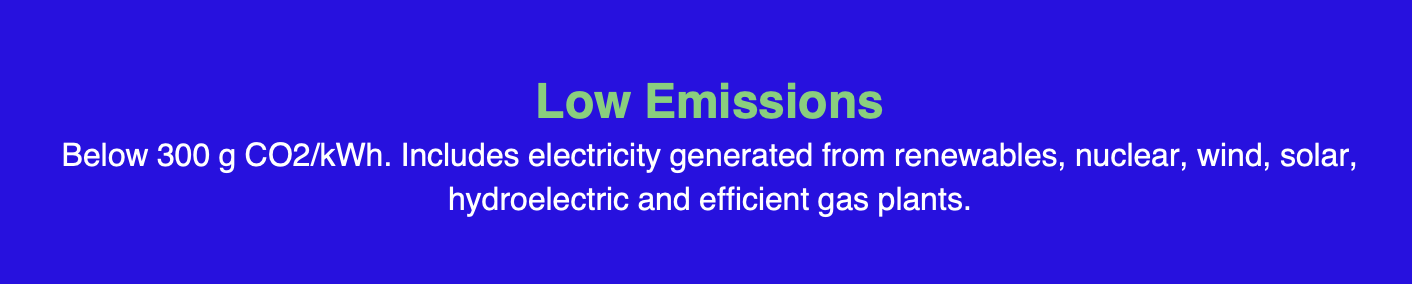 Low Emissions
Below 300 g CO2/kWh. Includes electricity generated from renewables, nuclear, wind, solar,
hydroelectric and efficient gas plants.